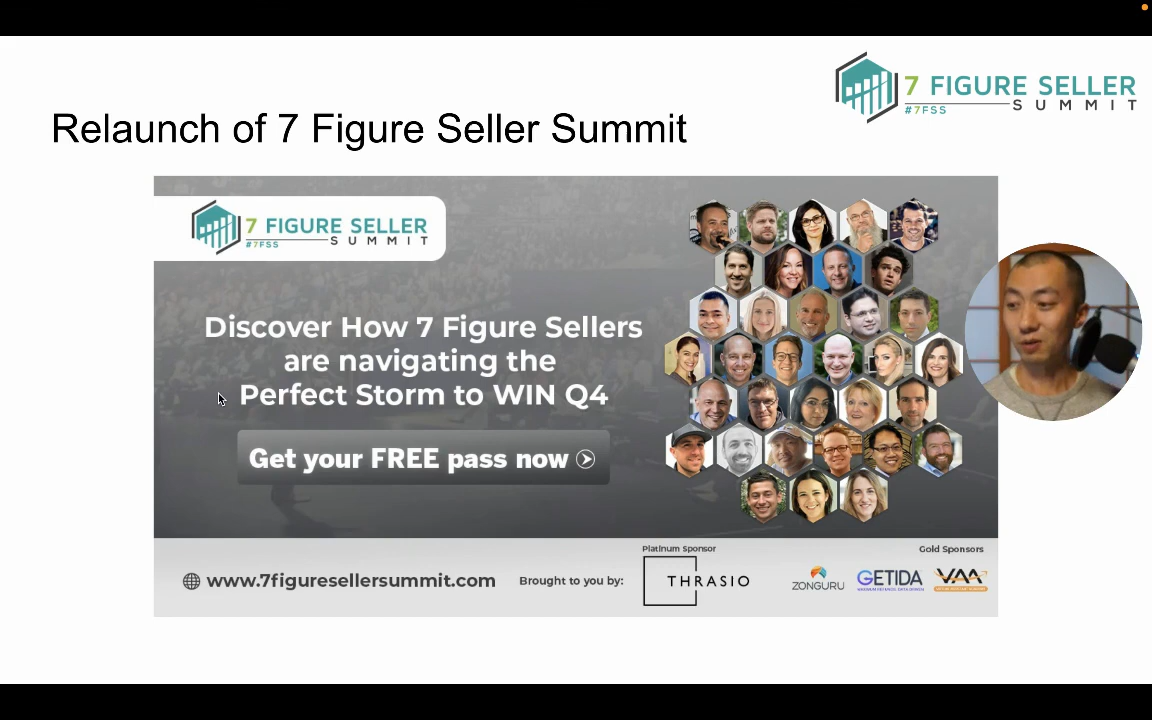 7 FIGURE SELLER
#7FSS
SUMMIT
Relaunch of 7 Figure Seller Summit
7 FIGURE SELLER
#7FSS
SUMMIT
Discover How 7 Figure Sellers
are navigating the
Perfect Storm to WIN Q4
Get your FREE pass now
www.7figuresellersummit.com
Brought to you by:
Platinum Sponsor
THRASIO
Gold Sponsors
ZONGURU
GETIDA
VAA